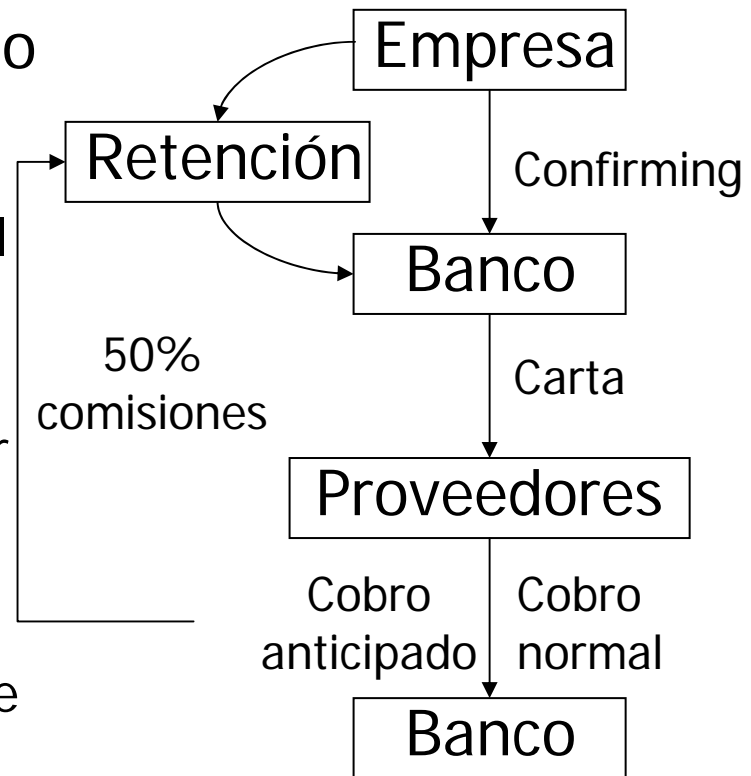 o
Empresa
Retención
Confirming
Banco
50%
comisiones
Carta
Proveedores
Cobro
anticipado
Cobro
normal
e
Banco